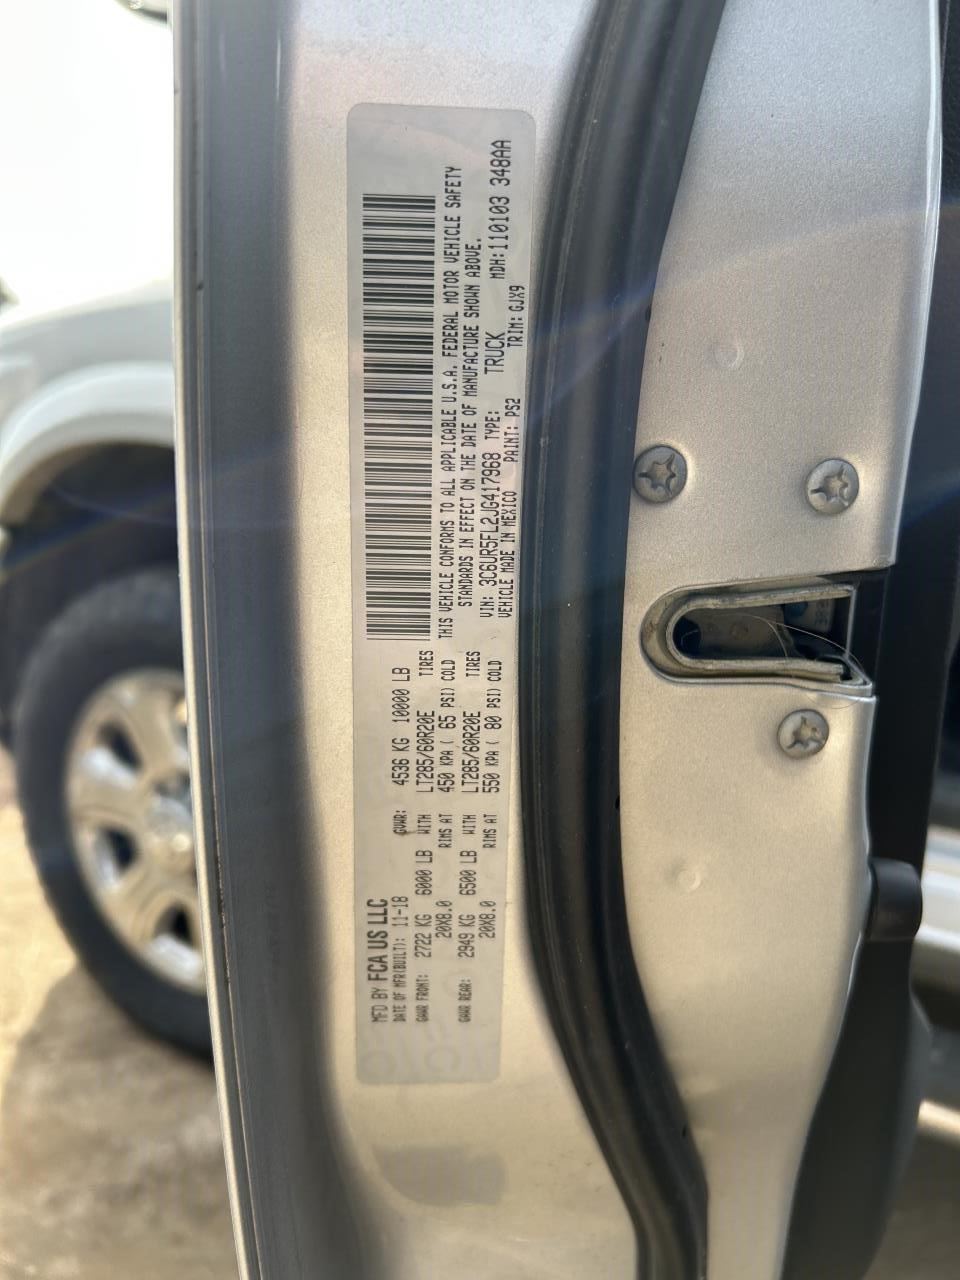 MFD BY FCA US LLC
DATE OF MFR(BUILT): 11-18 GVWR: 4536 KG 10000 LB
GAWR FRONT: 2722 KG 6000 LB WITH LT285/60R20E TIRES
20X8.0 RIMS AT 450 KPA( 65 PSI) COLD
GAWR REAR: 2949 KG 6500 LB WITH LT285/60R20E TIRES
20X8.0 RIMS AT 550 KPA( 80 PSI) COLD
THIS VEHICLE CONFORMS TO ALL APPLICABLE U.S.A. FEDERAL MOTOR VEHICLE SAFETY
STANDARDS IN EFFECT ON THE DATE OF MANUFACTURE SHOWN ABOVE.
VIN: 3C6UR5FL2JG417968 TYPE: TRUCK MDH:110103 348AA
VEHICLE MADE IN MEXICO PAINT: PS2 TRIM: GJX9